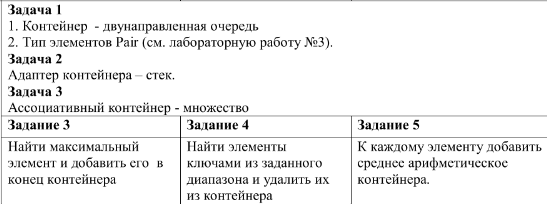 Задача 1
1. Контейнер - двунаправленная очередь
2. Тип элементов Pair (см. лабораторную работу №3).
Задача 2
Адаптер контейнера – стек.
Задача 3
Ассоциативный контейнер - множество
Задание 3
Найти максимальный
элемент и добавить его в
конец контейнера
Задание 4
Найти элементы
ключами из заданного
диапазона и удалить их
из контейнера
Задание 5
К каждому элементу добавить
среднее арифметическое
контейнера.